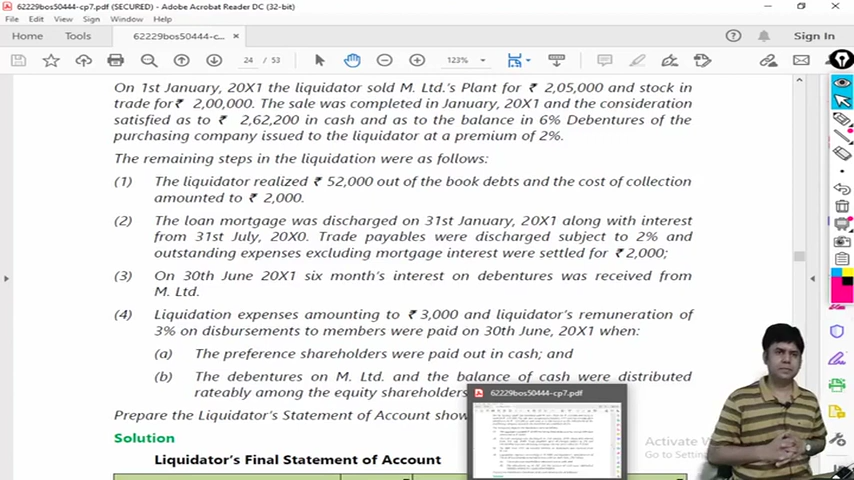 62229bos50444-cp7.pdf (SECURED) - Adobe Acrobat Reader DC (32-bit)
File Edit View Sign Window Help
Home Tools 62229bos50444-c... × Sign In
24 / 53 123%
On 1st January, 20X1 the liquidator sold M. Ltd.'s Plant for ₹ 2,05,000 and stock in
trade for ₹ 2,00,000. The sale was completed in January, 20X1 and the consideration
satisfied as to ₹ 2,62,200 in cash and as to the balance in 6% Debentures of the
purchasing company issued to the liquidator at a premium of 2%.
The remaining steps in the liquidation were as follows:
(1) The liquidator realized ₹ 52,000 out of the book debts and the cost of collection
amounted to ₹ 2,000.
(2) The loan mortgage was discharged on 31st January, 20X1 along with interest
from 31st July, 20X0. Trade payables were discharged subject to 2% and
outstanding expenses excluding mortgage interest were settled for ₹ 2,000;
(3) On 30th June 20X1 six month's interest on debentures was received from
M. Ltd.
(4) Liquidation expenses amounting to ₹ 3,000 and liquidator's remuneration of
3% on disbursements to members were paid on 30th June, 20X1 when:
(a) The preference shareholders were paid out in cash; and
(b) The debentures on M. Ltd. and the balance of cash were distributed
rateably among the equity shareholders
62229bos50444-cp7.pdf
Prepare the Liquidator's Statement of Account show
Solution
Activate
Go to Setting
Liquidator's Final Statement of Account